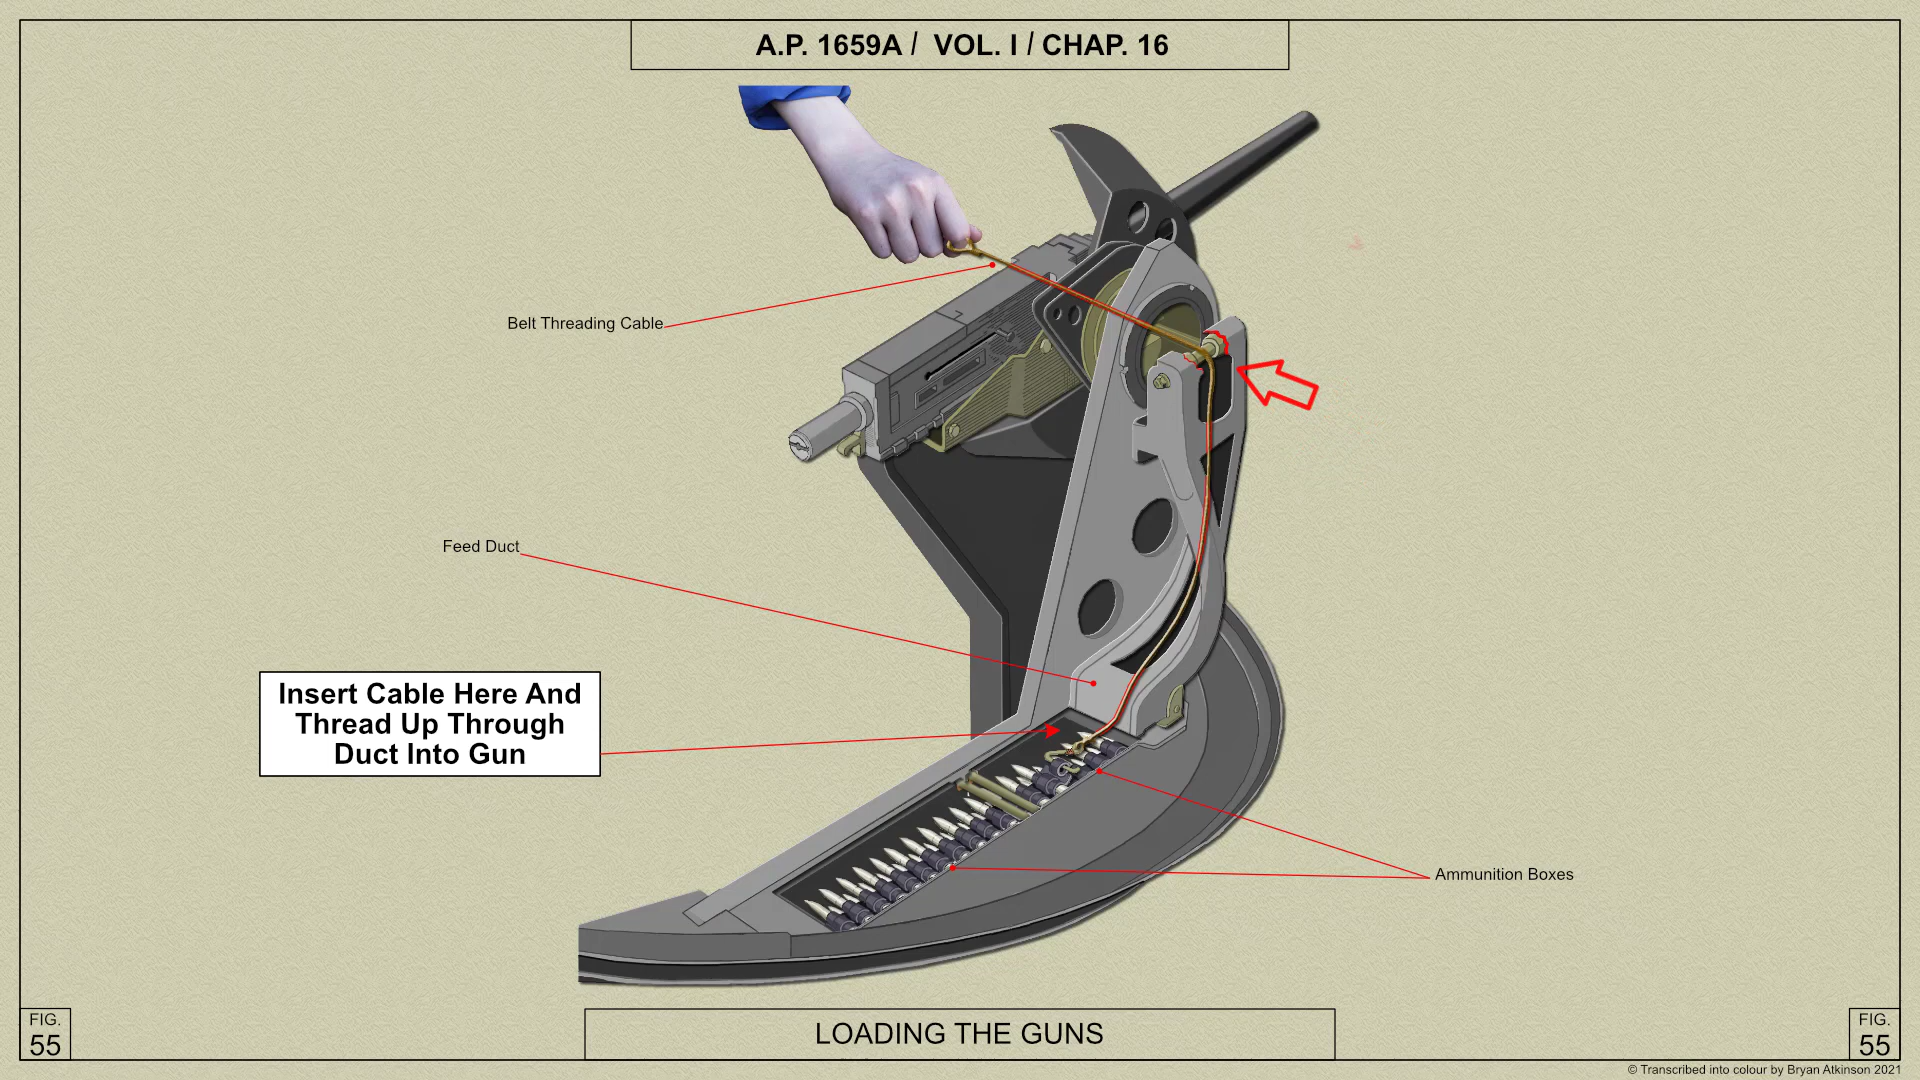 A.P. 1659A / VOL. I / CHAP. 16
Belt Threading Cable
Feed Duct
Insert Cable Here And
Thread Up Through
Duct Into Gun
Ammunition Boxes
FIG.
55
LOADING THE GUNS
FIG.
55
© Transcribed into colour by Bryan Atkinson 2021